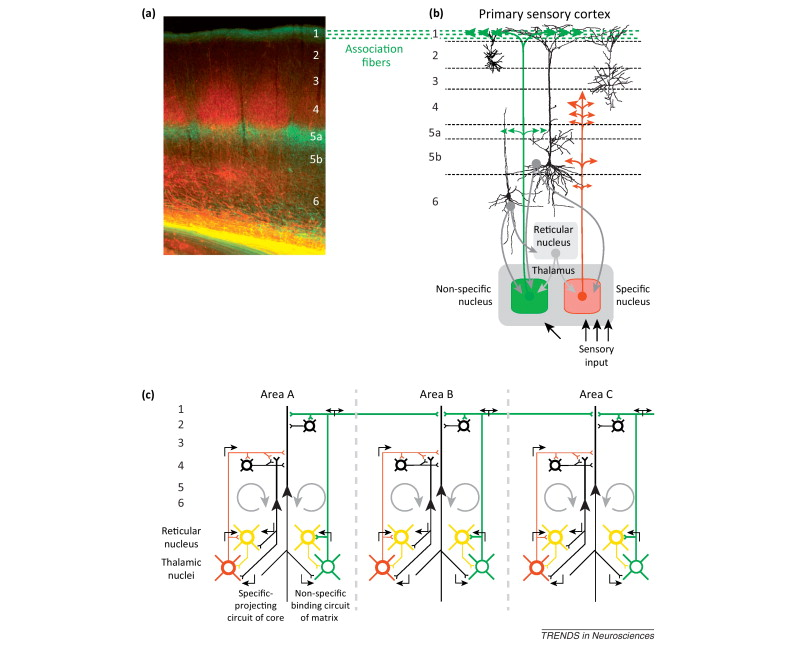 (a)
1
2
3
4
5a
5b
6
Association
fibers
(b)
Primary sensory cortex
1
2
3
4
5a
5b
6
Reticular
nucleus
Thalamus
Non-specific
nucleus
Specific
nucleus
Sensory
input
(c)
Area A
Area B
Area C
1
2
3
4
5
6
Reticular
nucleus
Thalamic
nuclei
Specific-
projecting
circuit of core
Non-specific
binding circuit
of matrix
TRENDS in Neurosciences